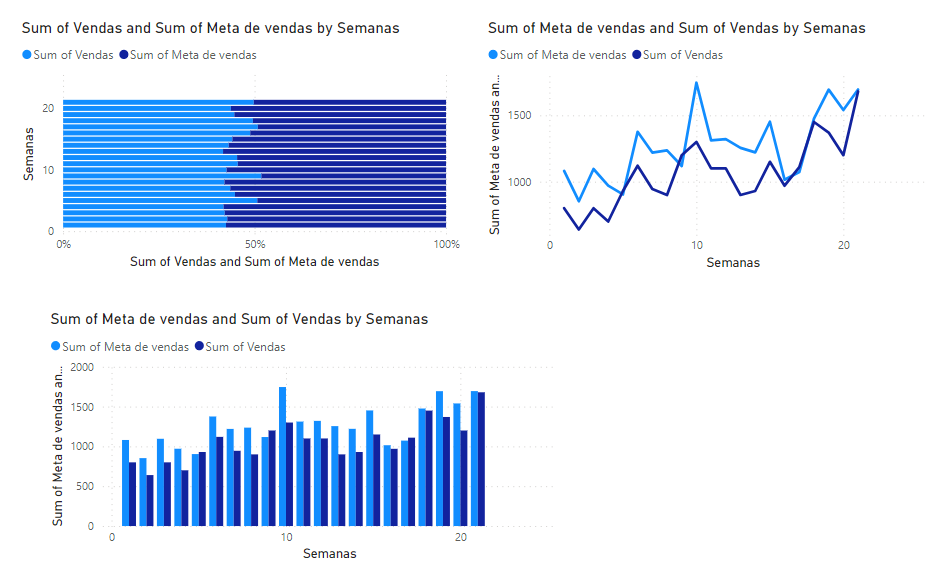 Sum of Vendas and Sum of Meta de vendas by Semanas
Sum of Vendas Sum of Meta de vendas
Semanas
20
10
0
0% 50% 100%
Sum of Vendas and Sum of Meta de vendas
Sum of Meta de vendas and Sum of Vendas by Semanas
Sum of Meta de vendas Sum of Vendas
Sum of Meta de vendas an...
1500
1000
0 10 20
Semanas
Sum of Meta de vendas and Sum of Vendas by Semanas
Sum of Meta de vendas Sum of Vendas
Sum of Meta de vendas an...
2000
1500
1000
500
0
0 10 20
Semanas